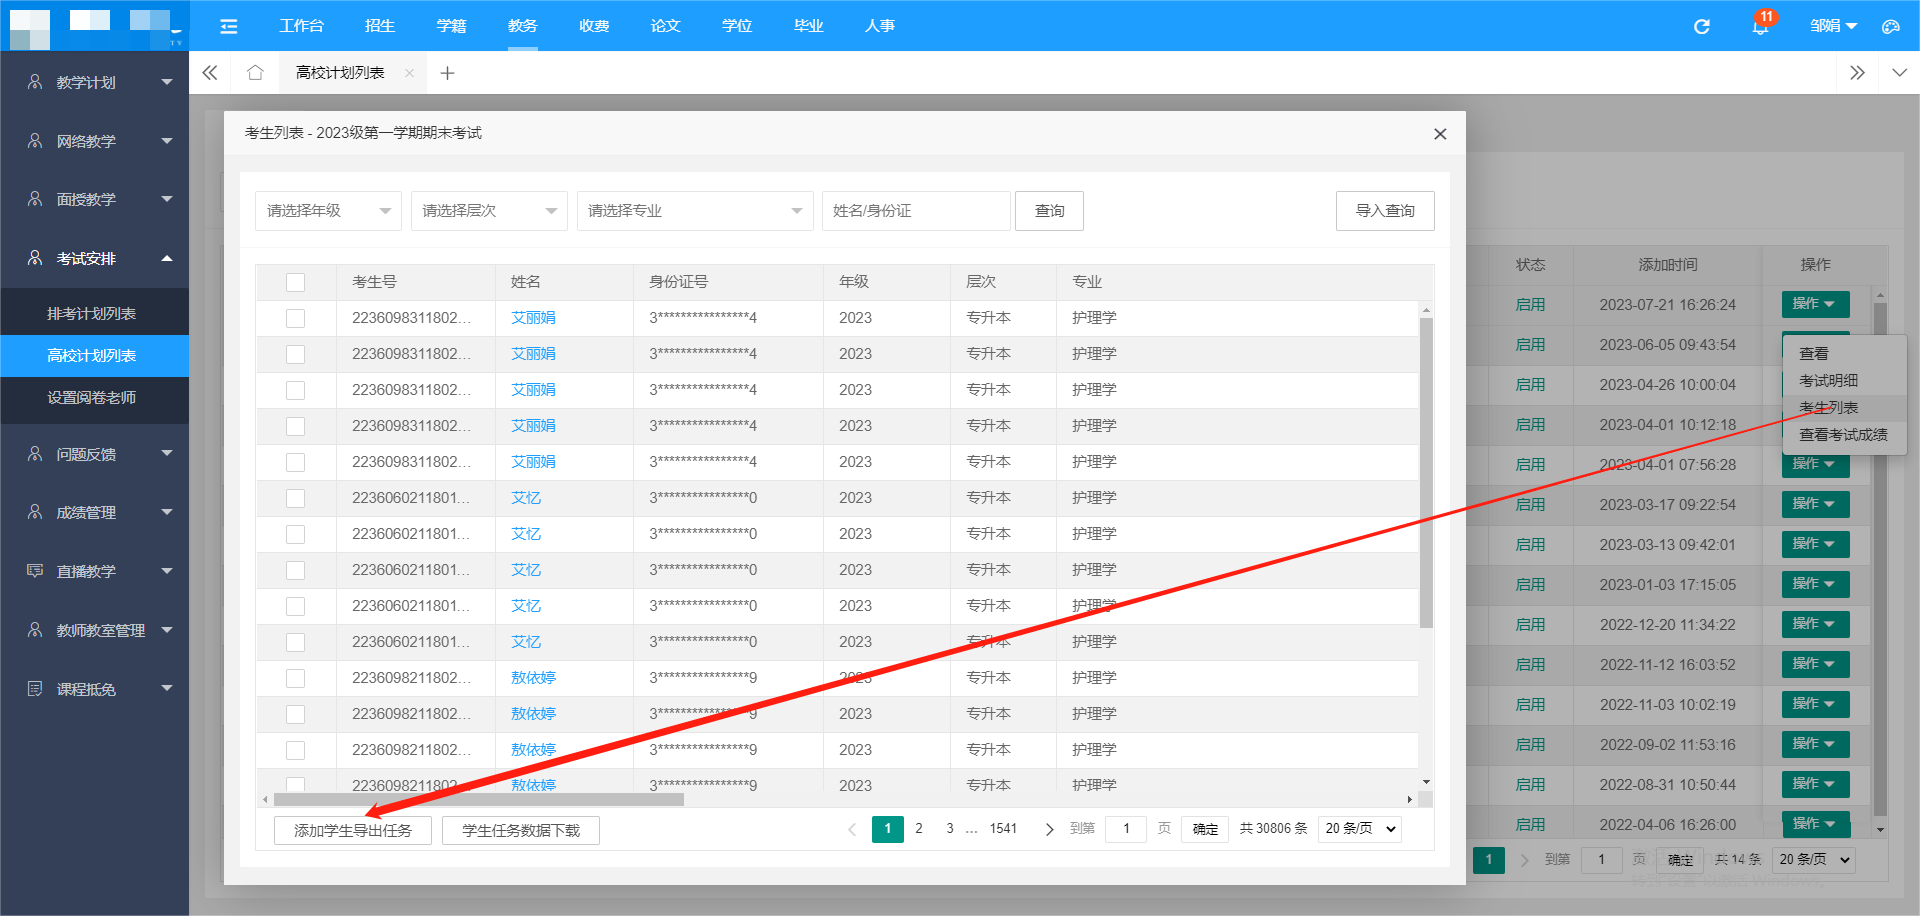 工作台 招生 学籍 教务 收费 论文 学位 毕业 人事 11 邹娟
TY
高校计划列表
教学计划
网络教学
面授教学
考试安排
排考计划列表
高校计划列表
设置阅卷老师
问题反馈
成绩管理
直播教学
教师教室管理
课程抵免
考生列表 - 2023级第一学期期末考试
请选择年级 请选择层次 请选择专业 姓名/身份证 查询 导入查询
考生号 姓名 身份证号 年级 层次 专业
2236098311802... 艾丽娟 3****************4 2023 专升本 护理学
2236098311802... 艾丽娟 3****************4 2023 专升本 护理学
2236098311802... 艾丽娟 3****************4 2023 专升本 护理学
2236098311802... 艾丽娟 3****************4 2023 专升本 护理学
2236098311802... 艾丽娟 3****************4 2023 专升本 护理学
2236060211801... 艾忆 3****************0 2023 专升本 护理学
2236060211801... 艾忆 3****************0 2023 专升本 护理学
2236060211801... 艾忆 3****************0 2023 专升本 护理学
2236060211801... 艾忆 3****************0 2023 专升本 护理学
2236060211801... 艾忆 3****************0 2023 专升本 护理学
2236098211802... 敖依婷 3****************9 2023 专升本 护理学
2236098211802... 敖依婷 3****************9 2023 专升本 护理学
2236098211802... 敖依婷 3****************9 2023 专升本 护理学
2236098211802... 敖依婷 3****************9 2023 专升本 护理学
添加学生导出任务 学生任务数据下载 1 2 3 ... 1541 到第 1 页 确定 共 30806 条 20 条/页
状态 添加时间 操作
启用 2023-07-21 16:26:24 操作
启用 2023-06-05 09:43:54
启用 2023-04-26 10:00:04
启用 2023-04-01 10:12:18
启用 2023-04-01 07:56:28 操作
启用 2023-03-17 09:22:54 操作
启用 2023-03-13 09:42:01 操作
启用 2023-01-03 17:15:05 操作
启用 2022-12-20 11:34:22 操作
启用 2022-11-12 16:03:52 操作
启用 2022-11-03 10:02:19 操作
启用 2022-09-02 11:53:16 操作
启用 2022-08-31 10:50:44 操作
启用 2022-04-06 16:26:00 操作
查看
考试明细
考生列表
查看考试成绩
1 到第 1 页 确定 共 14 条 20 条/页